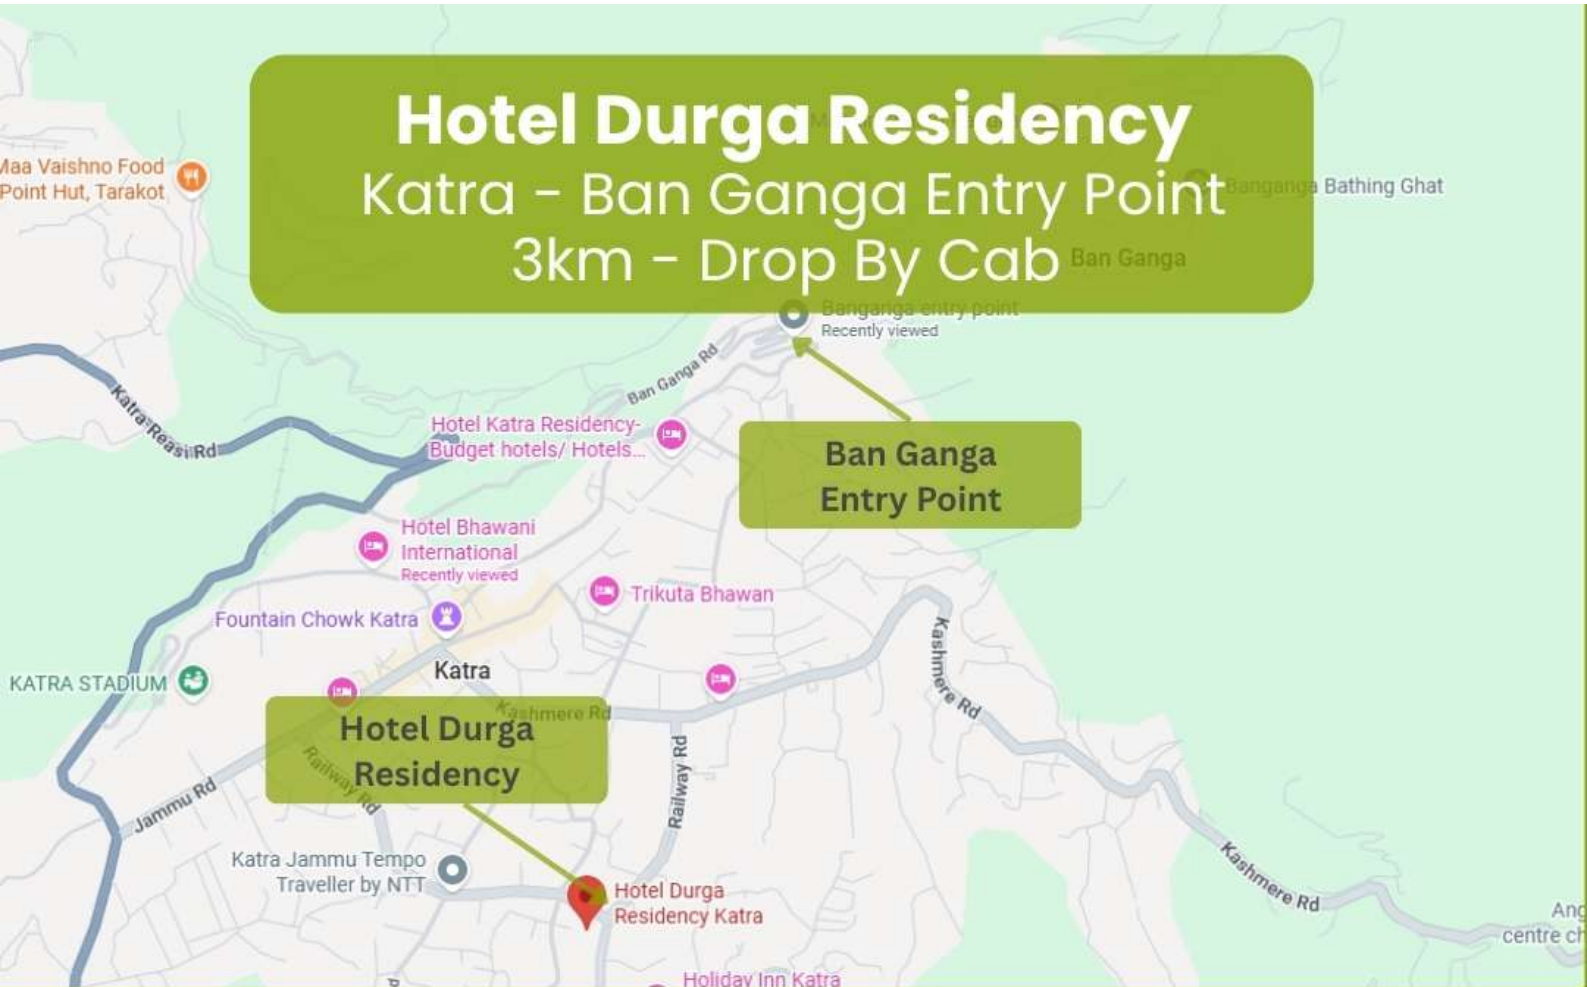 Hotel Durga Residency
Katra - Ban Ganga Entry Point
3km - Drop By Cab
Maa Vaishno Food
Point Hut, Tarakot
Banganga Bathing Ghat
Ban Ganga
Banganga entry point
Recently viewed
Ban Ganga Rd
Katra-Reasi Rd
Hotel Katra Residency-
Budget hotels/ Hotels...
Ban Ganga
Entry Point
Hotel Bhawani
International
Recently viewed
Trikuta Bhawan
Fountain Chowk Katra
Katra
KATRA STADIUM
Kashmere Rd
Kashmere Rd
Hotel Durga
Residency
Railway Rd
Railway Rd
Jammu Rd
Katra Jammu Tempo
Traveller by NTT
Hotel Durga
Residency Katra
Kashmere Rd
centre
Holiday Inn Katra